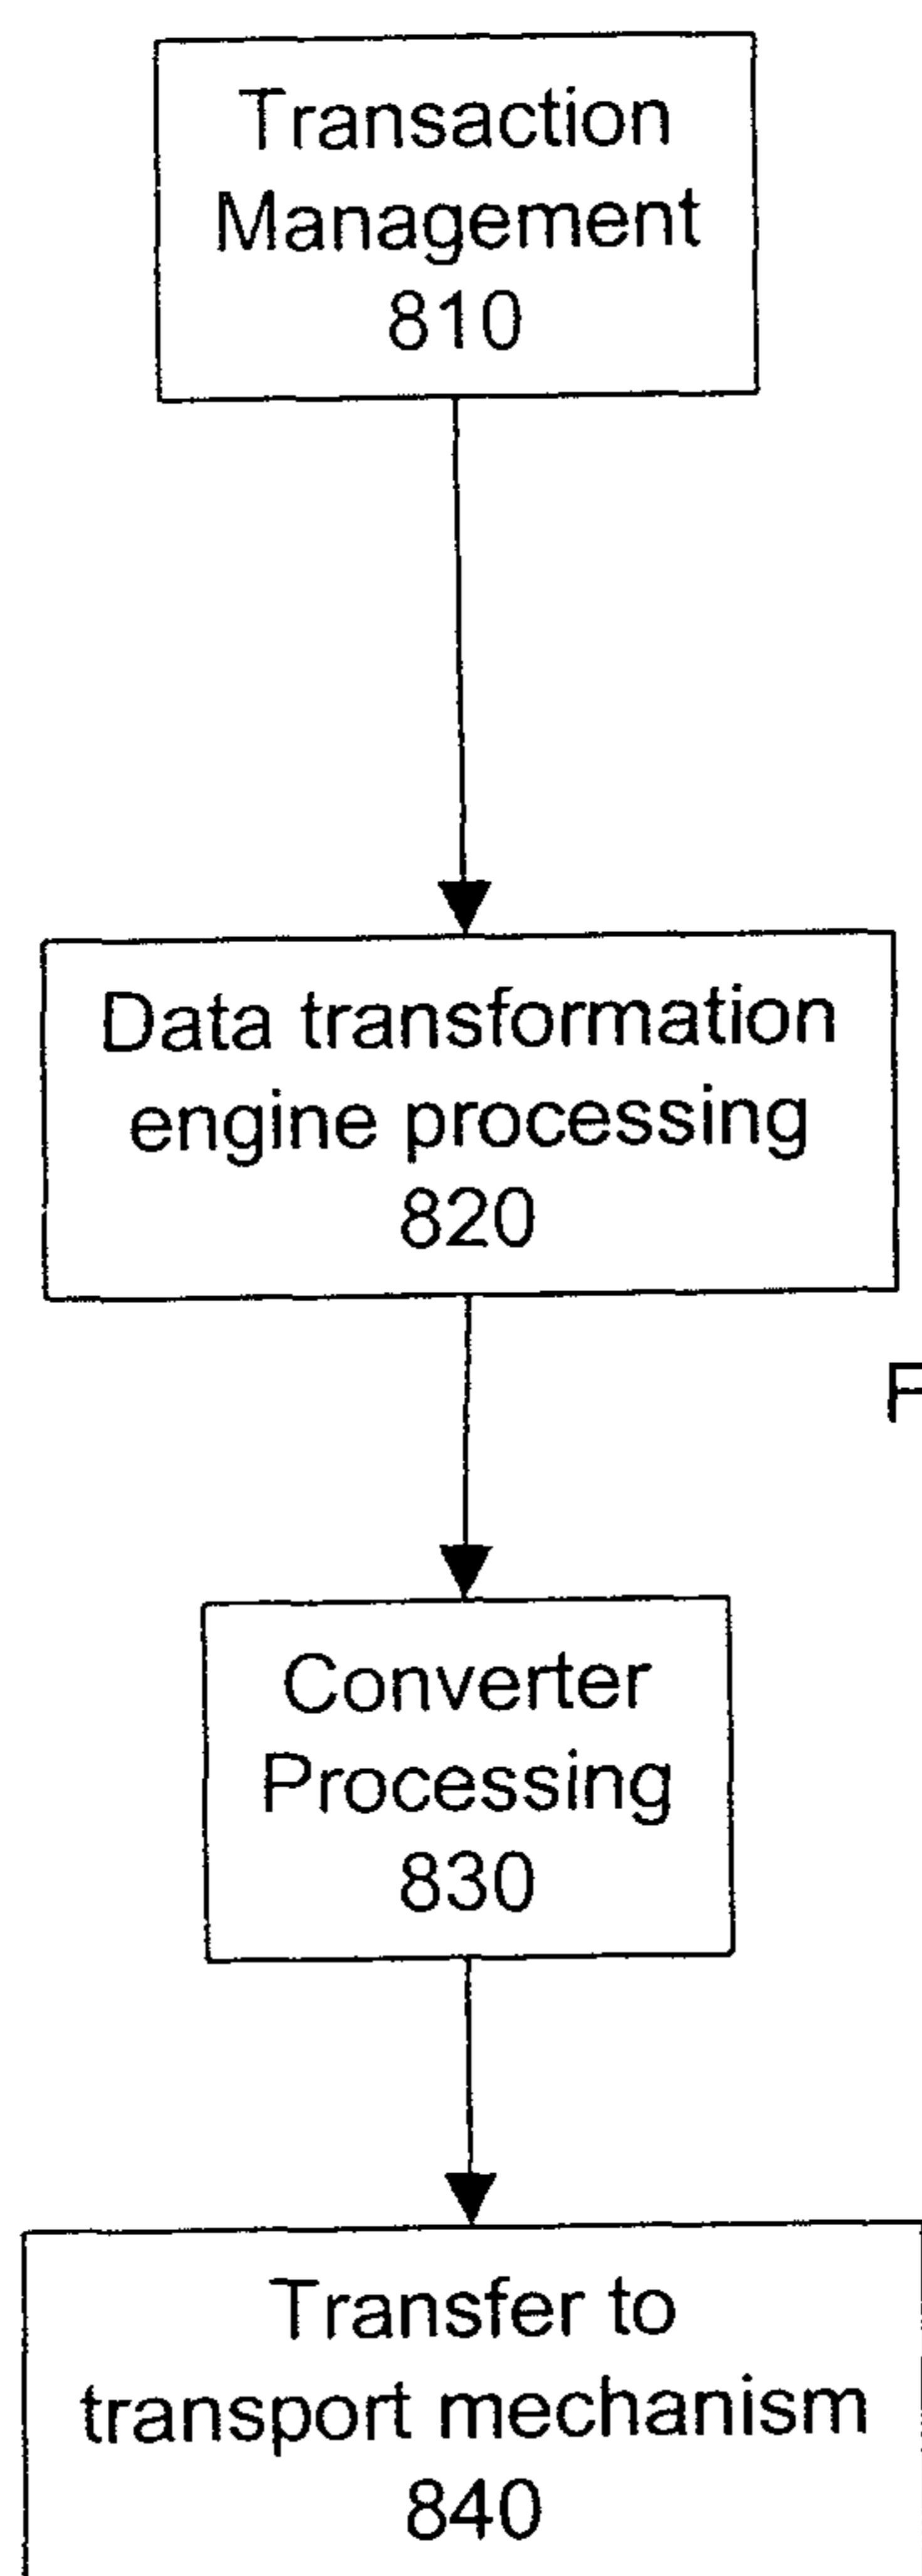 Transaction
Management
810
Data transformation
engine processing
820
Converter
Processing
830
Transfer to
transport mechanism
840